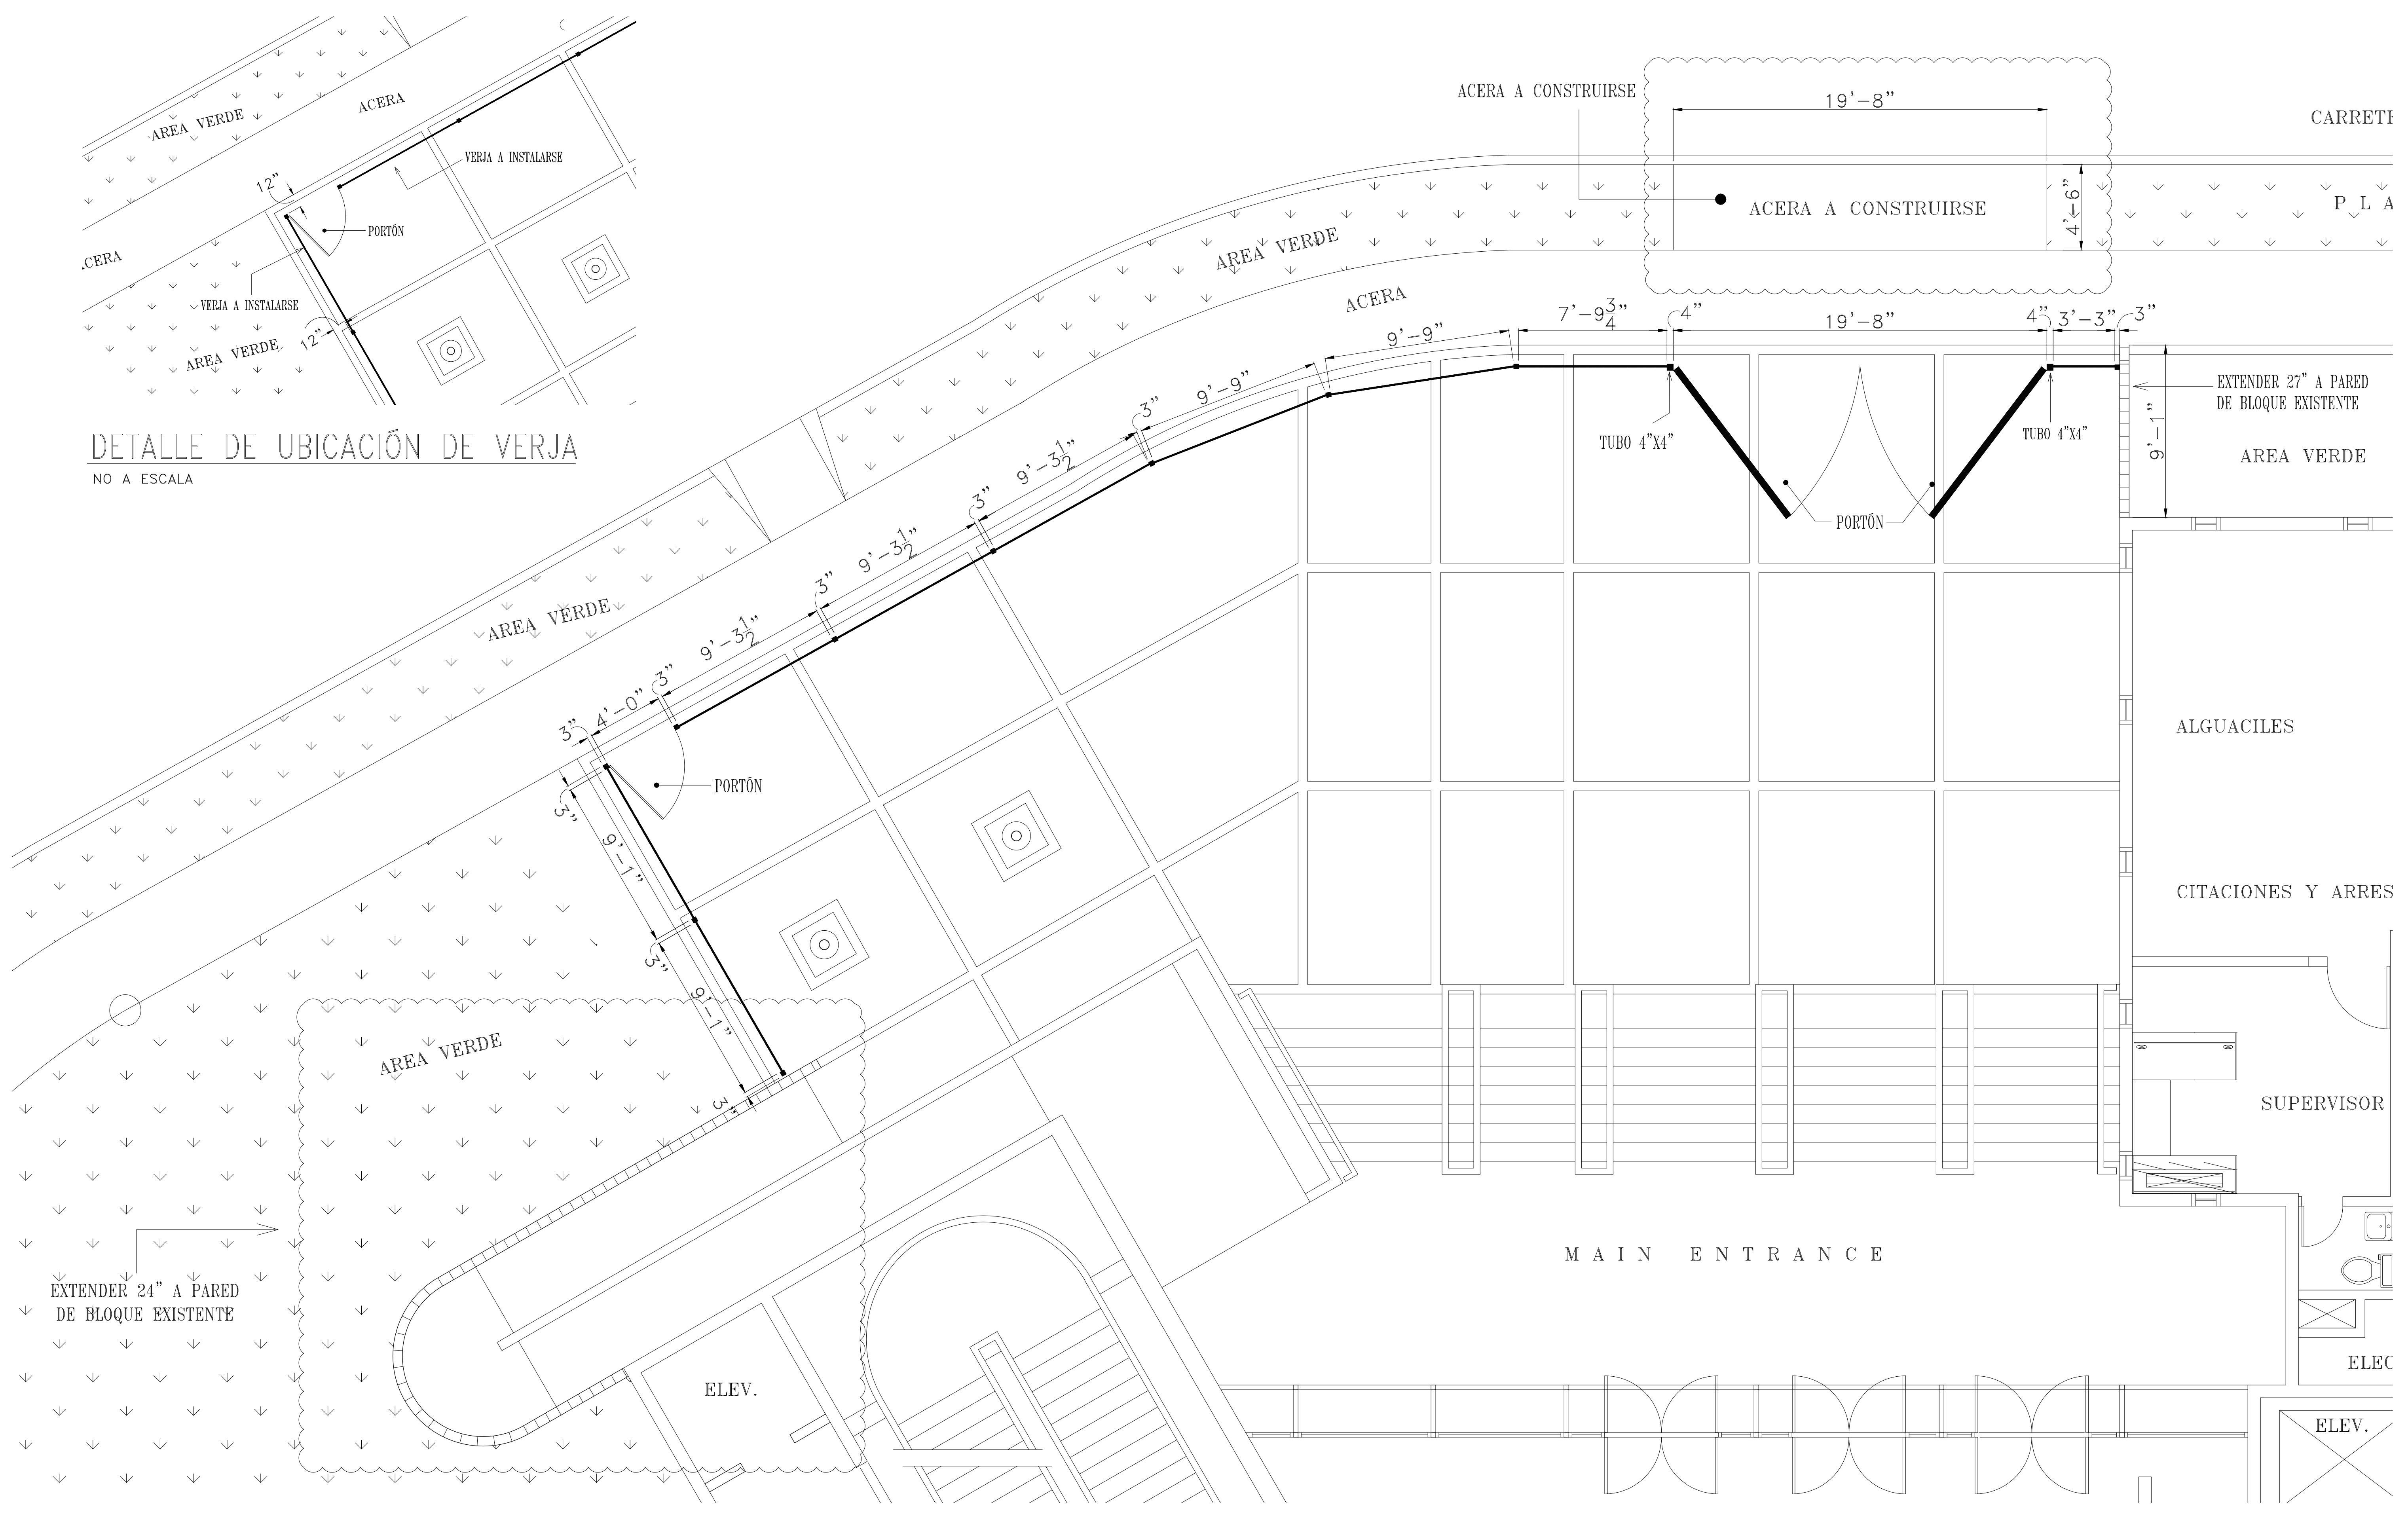 AREA VERDE
ACERA
VERJA A INSTALARSE
12"
PORTÓN
VERJA A INSTALARSE
12"
AREA VERDE
DETALLE DE UBICACIÓN DE VERJA
NO A ESCALA
ACERA A CONSTRUIRSE
19'-8"
ACERA A CONSTRUIRSE
4'-6"
AREA VERDE
ACERA
7'-9 3/4"
4"
19'-8"
4"
3'-3"
3"
9'-9"
9'-9"
3"
9'-3 1/2"
3"
9'-3 1/2"
3"
9'-3 1/2"
3"
4'-0"
3"
TUBO 4"X4"
TUBO 4"X4"
PORTÓN
EXTENDER 27" A PARED
DE BLOQUE EXISTENTE
9'-1"
AREA VERDE
AREA VERDE
PORTÓN
3"
9'-1"
3"
9'-1"
3"
AREA VERDE
EXTENDER 24" A PARED
DE BLOQUE EXISTENTE
ALGUACILES
CITACIONES Y ARRES
SUPERVISOR
MAIN ENTRANCE
ELEV.
ELEC
ELEV.